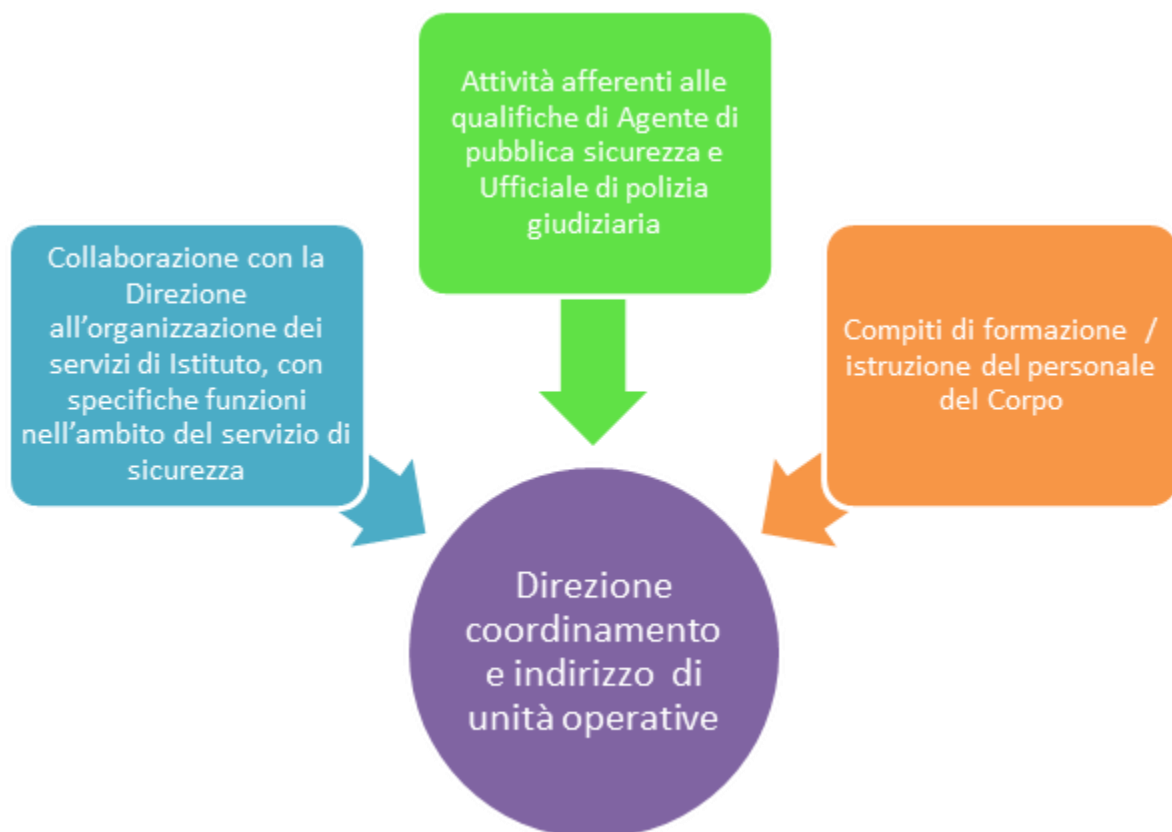 Attività afferenti alle
qualifiche di Agente di
pubblica sicurezza e
Ufficiale di polizia
giudiziaria
Collaborazione con la
Direzione
all’organizzazione dei
servizi di Istituto, con
specifiche funzioni
nell’ambito del servizio di
sicurezza
Compiti di formazione /
istruzione del personale
del Corpo
Direzione
coordinamento
e indirizzo di
unità operative